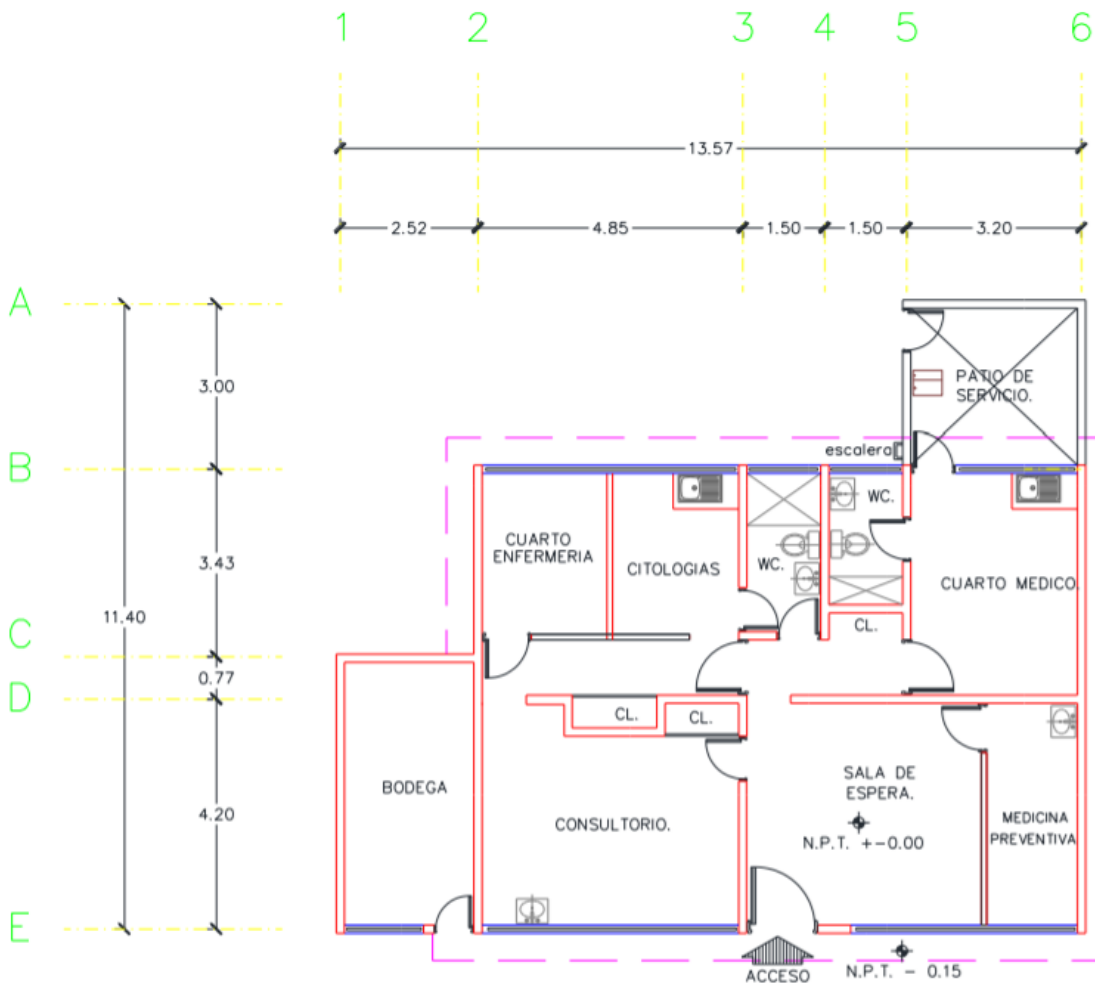 1
2
3
4
5
6
13.57
2.52
4.85
1.50
1.50
3.20
A
3.00
PATIO DE
SERVICIO.
B
escalera
WC.
CUARTO
ENFERMERIA
3.43
CITOLOGIAS
WC.
CUARTO MEDICO.
11.40
C
CL.
0.77
D
CL.
CL.
BODEGA
4.20
SALA DE
ESPERA.
CONSULTORIO.
MEDICINA
PREVENTIVA
N.P.T. +-0.00
E
ACCESO
N.P.T. - 0.15